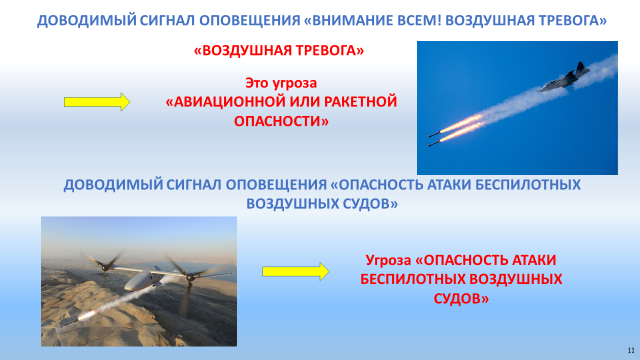 ДОВОДИМЫЙ СИГНАЛ ОПОВЕЩЕНИЯ «ВНИМАНИЕ ВСЕМ! ВОЗДУШНАЯ ТРЕВОГА»
«ВОЗДУШНАЯ ТРЕВОГА»
Это угроза
«АВИАЦИОННОЙ ИЛИ РАКЕТНОЙ
ОПАСНОСТИ»
ДОВОДИМЫЙ СИГНАЛ ОПОВЕЩЕНИЯ «ОПАСНОСТЬ АТАКИ БЕСПИЛОТНЫХ
ВОЗДУШНЫХ СУДОВ»
Угроза «ОПАСНОСТЬ АТАКИ
БЕСПИЛОТНЫХ ВОЗДУШНЫХ
СУДОВ»
11